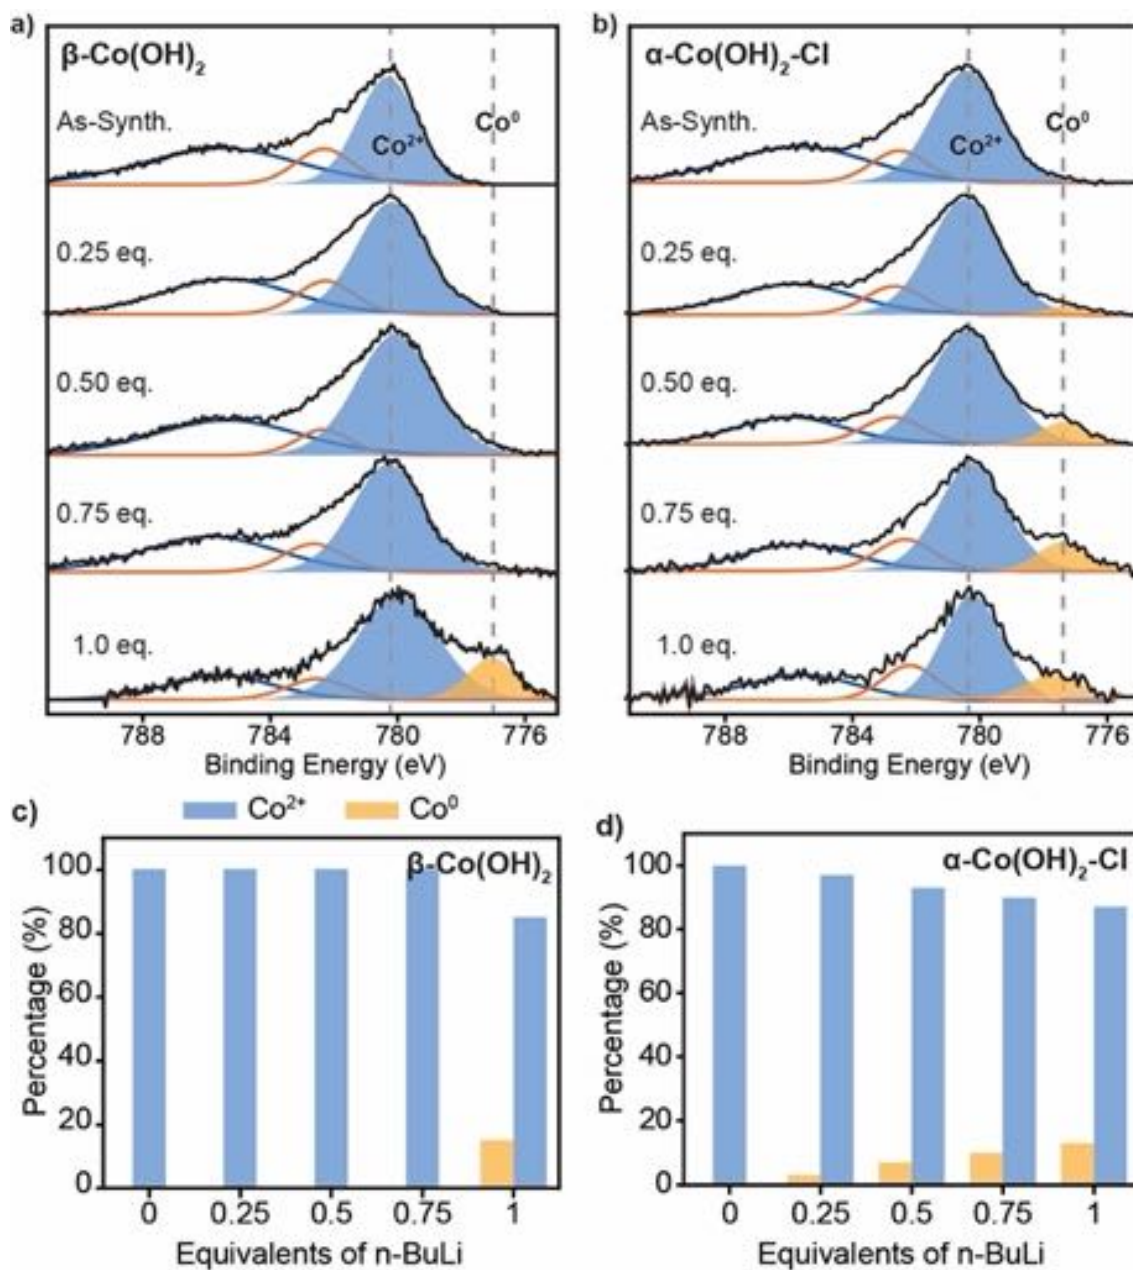 a)
β-Co(OH)₂
As-Synth.
Co²⁺
Co⁰
0.25 eq.
0.50 eq.
0.75 eq.
1.0 eq.
788 784 780 776
Binding Energy (eV)
b)
α-Co(OH)₂-Cl
As-Synth.
Co²⁺
Co⁰
0.25 eq.
0.50 eq.
0.75 eq.
1.0 eq.
788 784 780 776
Binding Energy (eV)
Co²⁺ Co⁰
c)
β-Co(OH)₂
Percentage (%)
100
80
60
40
20
0
0 0.25 0.5 0.75 1
Equivalents of n-BuLi
d)
α-Co(OH)₂-Cl
Percentage (%)
100
80
60
40
20
0
0 0.25 0.5 0.75 1
Equivalents of n-BuLi